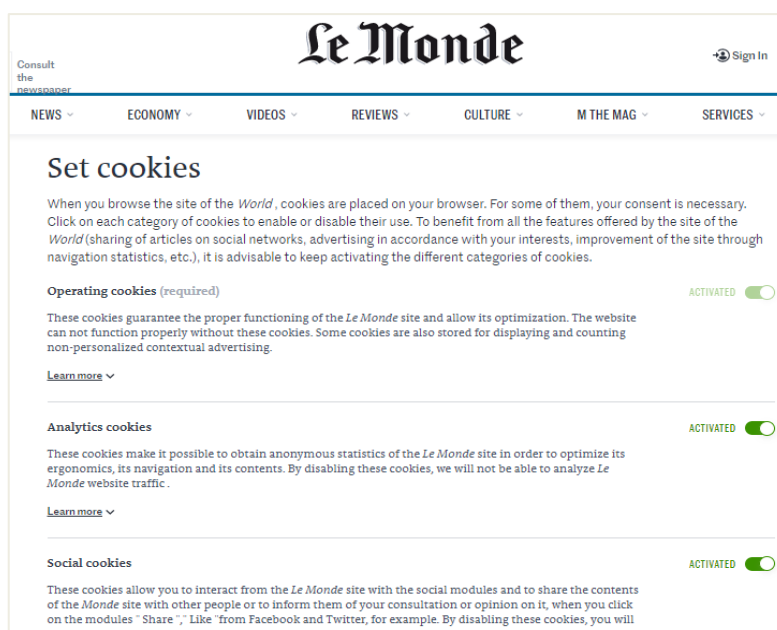 Le Monde
Consult
the
newspaper
Sign In
NEWS
ECONOMY
VIDEOS
REVIEWS
CULTURE
M THE MAG
SERVICES
Set cookies
When you browse the site of the World , cookies are placed on your browser. For some of them, your consent is necessary.
Click on each category of cookies to enable or disable their use. To benefit from all the features offered by the site of the
World (sharing of articles on social networks, advertising in accordance with your interests, improvement of the site through
navigation statistics, etc.), it is advisable to keep activating the different categories of cookies.
Operating cookies (required)
ACTIVATED
These cookies guarantee the proper functioning of the Le Monde site and allow its optimization. The website
can not function properly without these cookies. Some cookies are also stored for displaying and counting
non-personalized contextual advertising.
Learn more
Analytics cookies
ACTIVATED
These cookies make it possible to obtain anonymous statistics of the Le Monde site in order to optimize its
ergonomics, its navigation and its contents. By disabling these cookies, we will not be able to analyze Le
Monde website traffic .
Learn more
Social cookies
ACTIVATED
These cookies allow you to interact from the Le Monde site with the social modules and to share the contents
of the Monde site with other people or to inform them of your consultation or opinion on it, when you click
on the modules " Share "," Like "from Facebook and Twitter, for example. By disabling these cookies, you will